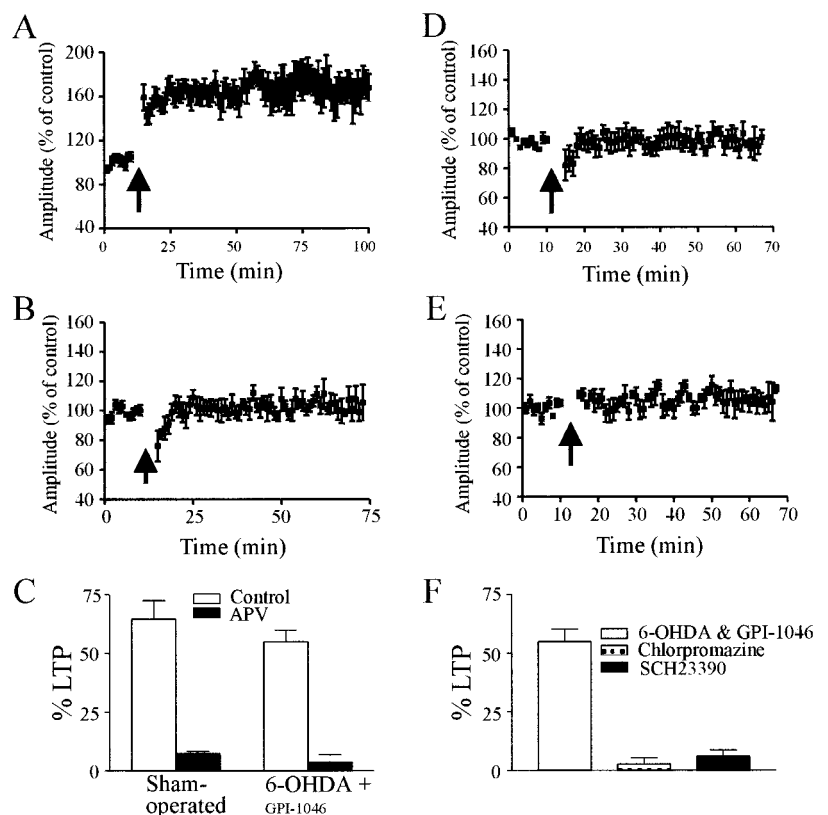 A
Amplitude (% of control)
200
160
120
80
40
0 25 50 75 100
Time (min)
B
Amplitude (% of control)
160
140
120
100
80
60
40
0 25 50 75
Time (min)
C
% LTP
75
50
25
0
Control
APV
Sham-
operated
6-OHDA +
GPI-1046
D
Amplitude (% of control)
160
140
120
100
80
60
40
0 10 20 30 40 50 60 70
Time (min)
E
Amplitude (% of control)
160
140
120
100
80
60
40
0 10 20 30 40 50 60 70
Time (min)
F
% LTP
75
50
25
0
6-OHDA & GPI-1046
Chlorpromazine
SCH23390